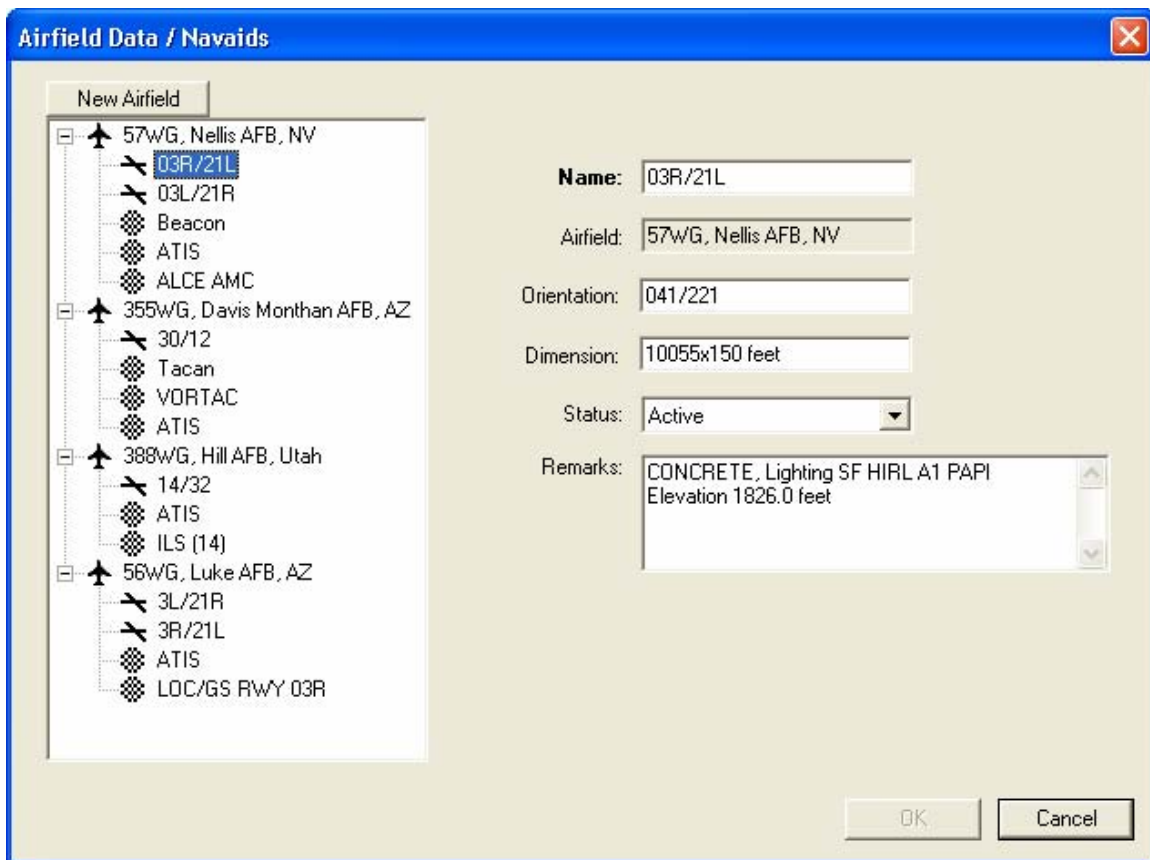 Airfield Data / Navaids
New Airfield
57WG, Nellis AFB, NV
03R/21L
03L/21R
Beacon
ATIS
ALCE AMC
355WG, Davis Monthan AFB, AZ
30/12
Tacan
VORTAC
ATIS
388WG, Hill AFB, Utah
14/32
ATIS
ILS (14)
56WG, Luke AFB, AZ
3L/21R
3R/21L
ATIS
LOC/GS RWY 03R
Name: 03R/21L
Airfield: 57WG, Nellis AFB, NV
Orientation: 041/221
Dimension: 10055x150 feet
Status: Active
Remarks: CONCRETE, Lighting SF HIRL A1 PAPI
Elevation 1826.0 feet
OK Cancel